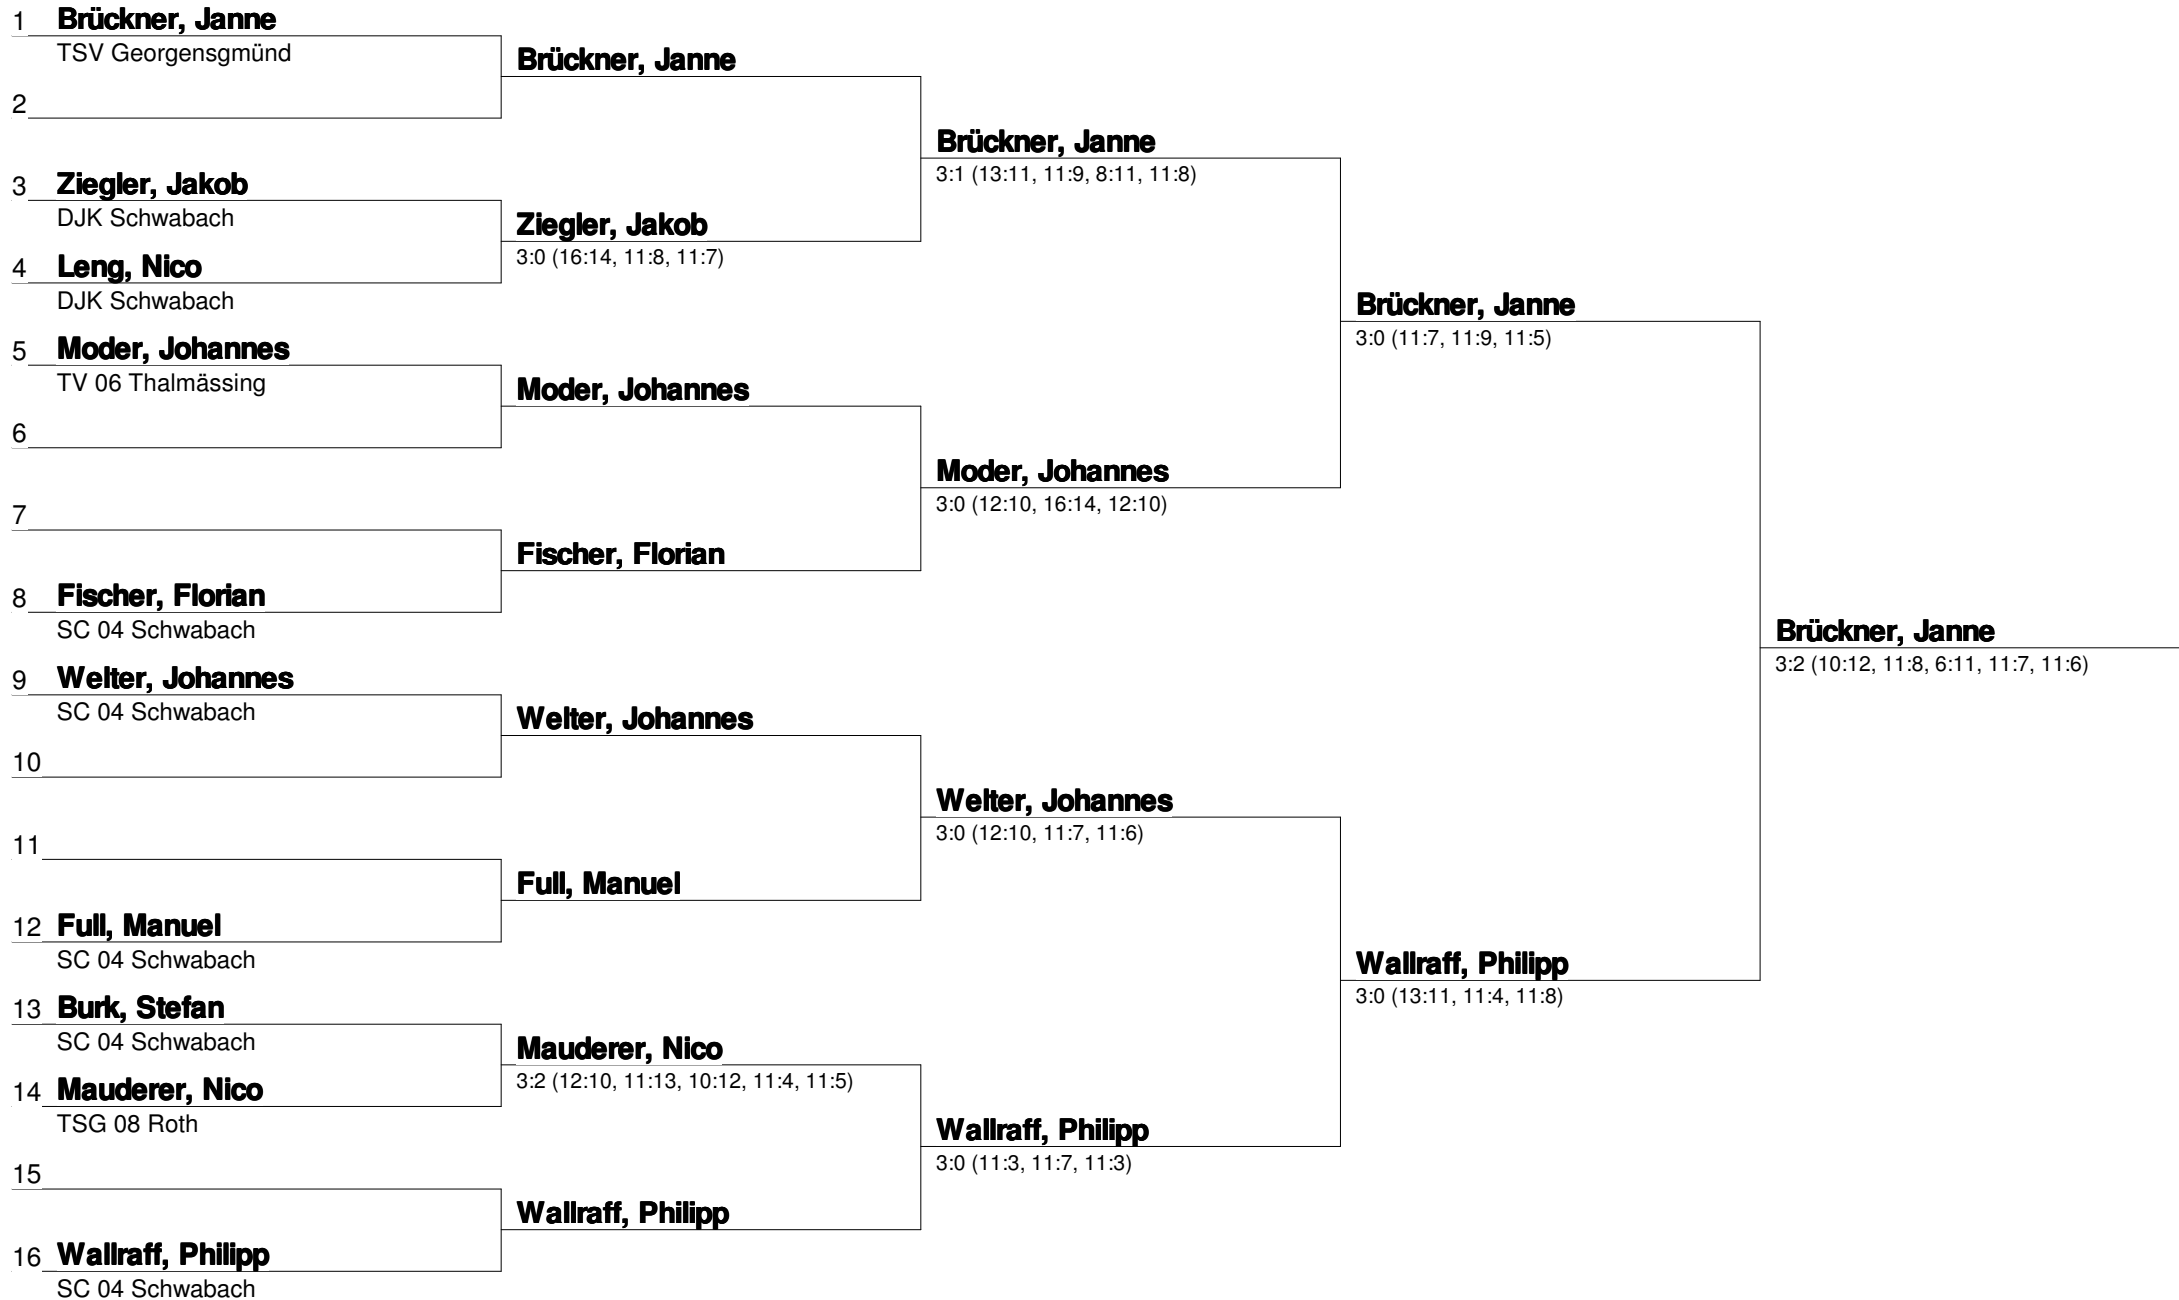 1 Brückner, Janne
TSV Georgensgmünd
Brückner, Janne
2
Brückner, Janne
3:1 (13:11, 11:9, 8:11, 11:8)
3 Ziegler, Jakob
DJK Schwabach
Ziegler, Jakob
3:0 (16:14, 11:8, 11:7)
4 Leng, Nico
DJK Schwabach
Brückner, Janne
3:0 (11:7, 11:9, 11:5)
5 Moder, Johannes
TV 06 Thalmässing
Moder, Johannes
6
Moder, Johannes
3:0 (12:10, 16:14, 12:10)
7
Fischer, Florian
8 Fischer, Florian
SC 04 Schwabach
Brückner, Janne
3:2 (10:12, 11:8, 6:11, 11:7, 11:6)
9 Welter, Johannes
SC 04 Schwabach
Welter, Johannes
10
Welter, Johannes
3:0 (12:10, 11:7, 11:6)
11
Full, Manuel
12 Full, Manuel
SC 04 Schwabach
Wallraff, Philipp
3:0 (13:11, 11:4, 11:8)
13 Burk, Stefan
SC 04 Schwabach
Mauderer, Nico
3:2 (12:10, 11:13, 10:12, 11:4, 11:5)
14 Mauderer, Nico
TSG 08 Roth
Wallraff, Philipp
3:0 (11:3, 11:7, 11:3)
15
Wallraff, Philipp
16 Wallraff, Philipp
SC 04 Schwabach